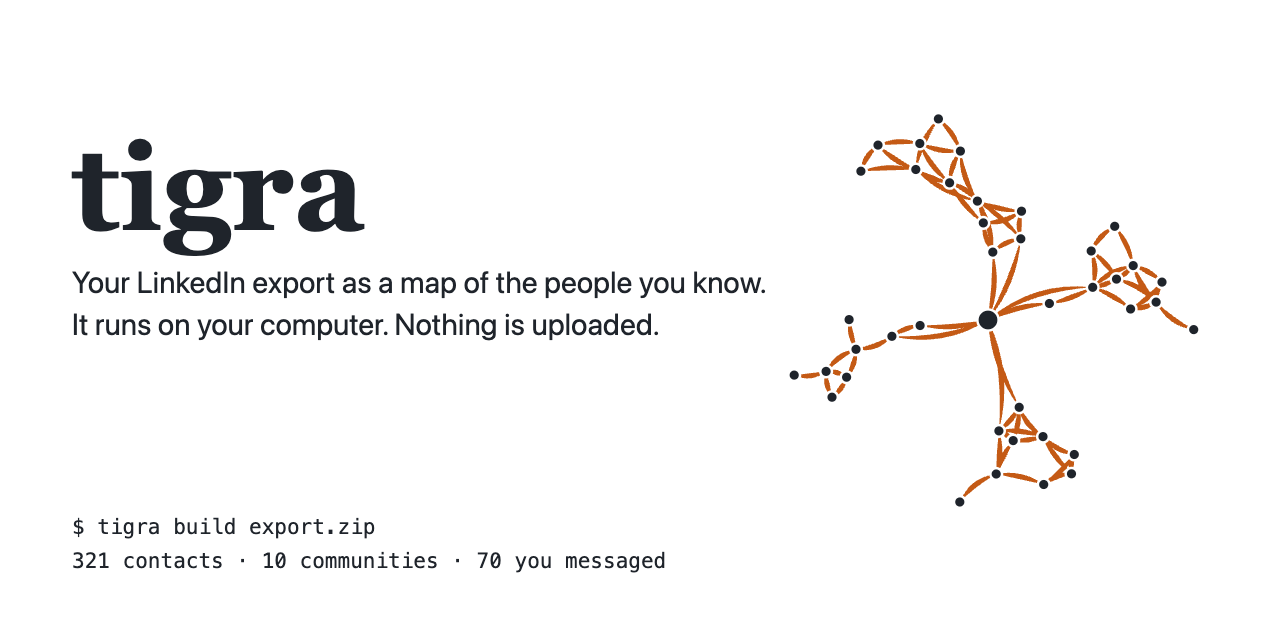 tigra
Your LinkedIn export as a map of the people you know.
It runs on your computer. Nothing is uploaded.
$ tigra build export.zip
321 contacts · 10 communities · 70 you messaged